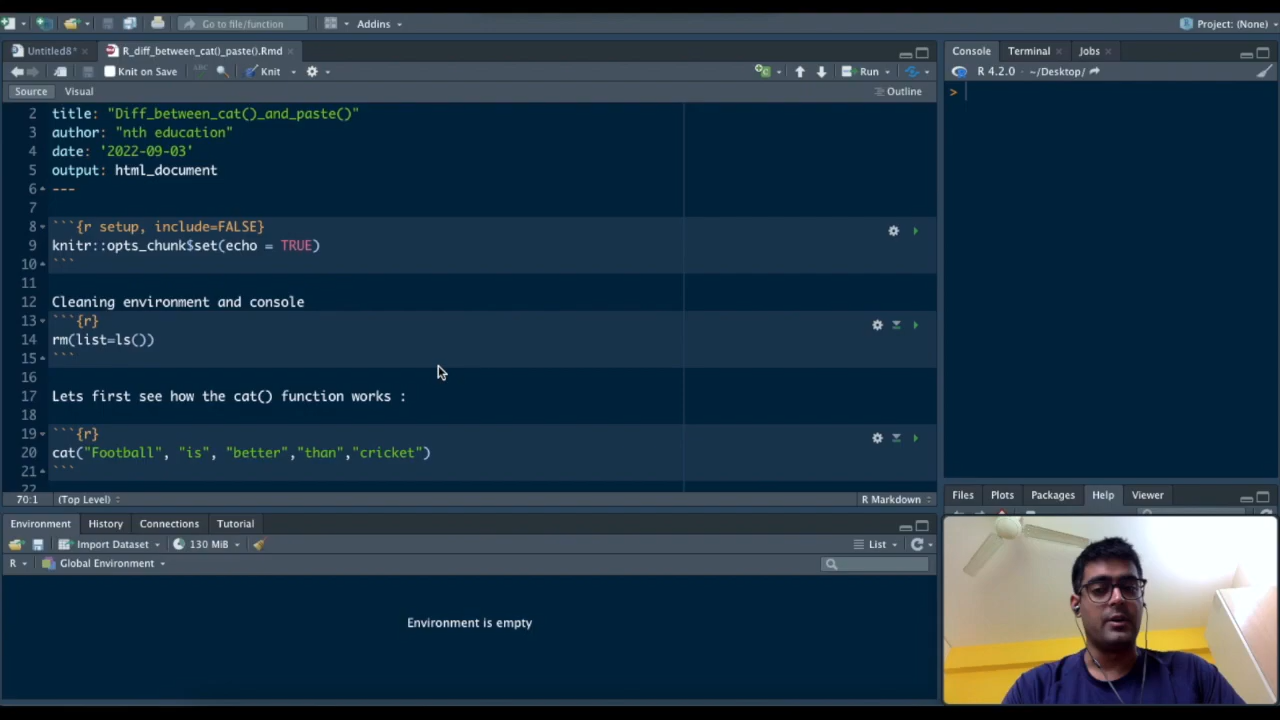 Go to file/function
Addins
Project: (None)
Untitled8*
R_diff_between_cat()_paste().Rmd
Knit on Save
ABC
Knit
Run
Source
Visual
Outline
2 title: "Diff_between_cat()_and_paste()"
3 author: "nth education"
4 date: '2022-09-03'
5 output: html_document
6 ---
7
8 ```{r setup, include=FALSE}
9 knitr::opts_chunk$set(echo = TRUE)
10 ```
11
12 Cleaning environment and console
13 ```{r}
14 rm(list=ls())
15 ```
16
17 Lets first see how the cat() function works :
18
19 ```{r}
20 cat("Football", "is", "better","than","cricket")
21 ```
22
70:1 (Top Level)
R Markdown
Environment
History
Connections
Tutorial
Import Dataset
130 MiB
List
R
Global Environment
Environment is empty
Console
Terminal
Jobs
R 4.2.0 · ~/Desktop/
>
Files
Plots
Packages
Help
Viewer